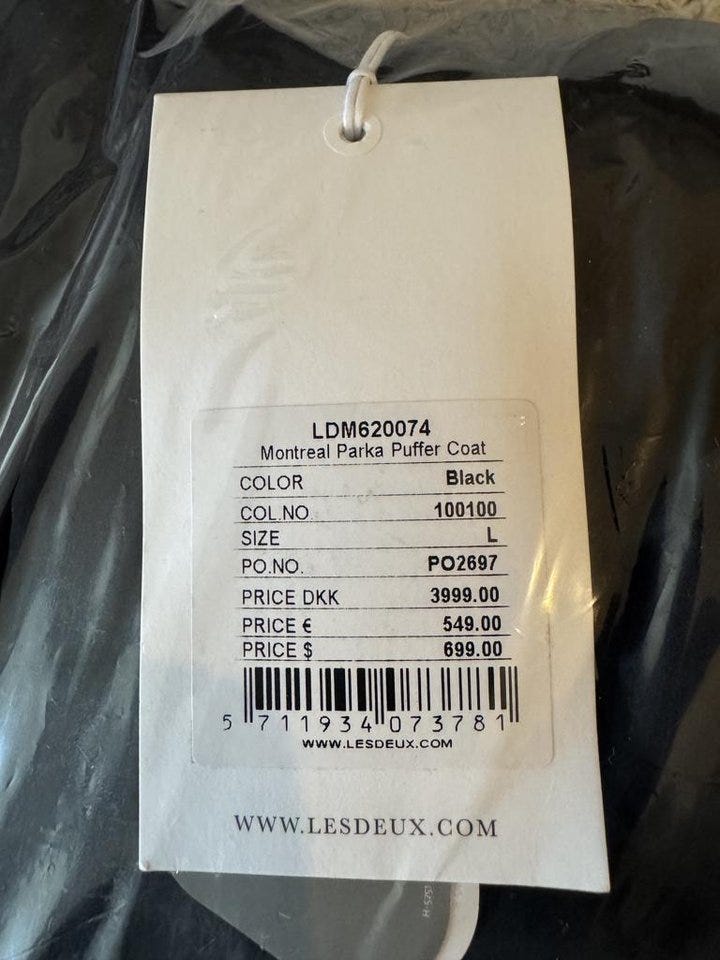 LDM620074
Montreal Parka Puffer Coat
COLOR Black
COL.NO. 100100
SIZE L
PO.NO. PO2697
PRICE DKK 3999.00
PRICE € 549.00
PRICE $ 699.00
5 711934 073781
WWW.LESDEUX.COM
WWW.LESDEUX.COM